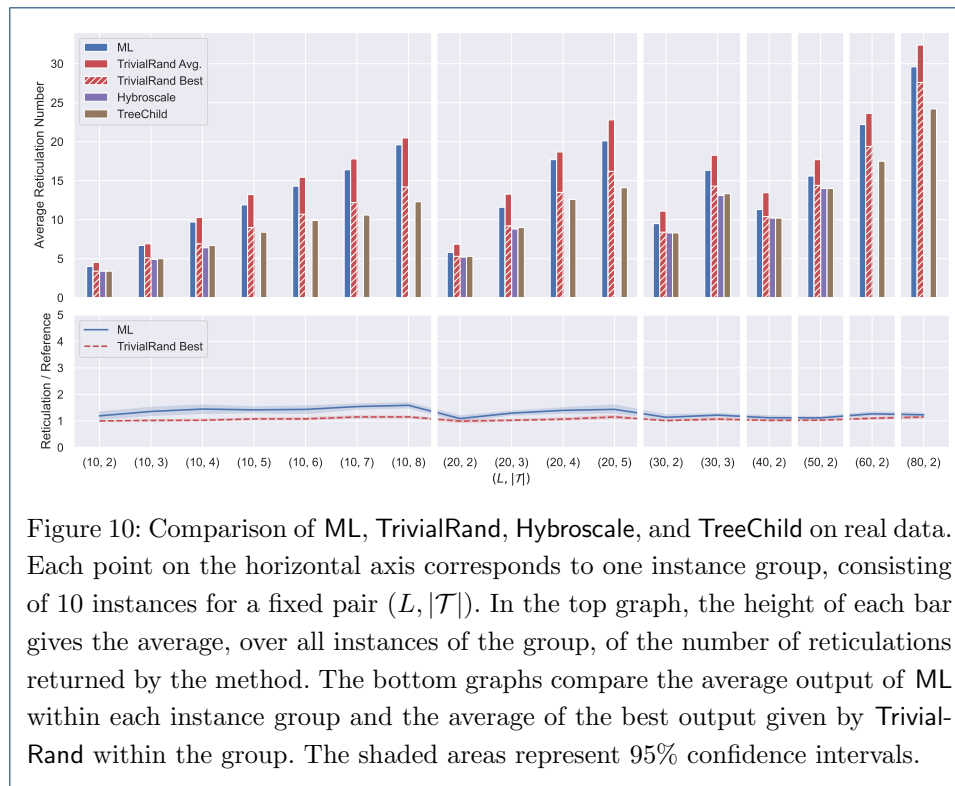 ML
TrivialRand Avg.
TrivialRand Best
Hybroscale
TreeChild
Average Reticulation Number
30
25
20
15
10
5
0
ML
TrivialRand Best
Reticulation / Reference
5
4
3
2
1
0
(10, 2) (10, 3) (10, 4) (10, 5) (10, 6) (10, 7) (10, 8) (20, 2) (20, 3) (20, 4) (20, 5) (30, 2) (30, 3) (40, 2) (50, 2) (60, 2) (80, 2)
(L, |𝒯|)
Figure 10: Comparison of ML, TrivialRand, Hybroscale, and TreeChild on real data.
Each point on the horizontal axis corresponds to one instance group, consisting
of 10 instances for a fixed pair (L, |𝒯|). In the top graph, the height of each bar
gives the average, over all instances of the group, of the number of reticulations
returned by the method. The bottom graphs compare the average output of ML
within each instance group and the average of the best output given by Trivial-
Rand within the group. The shaded areas represent 95% confidence intervals.